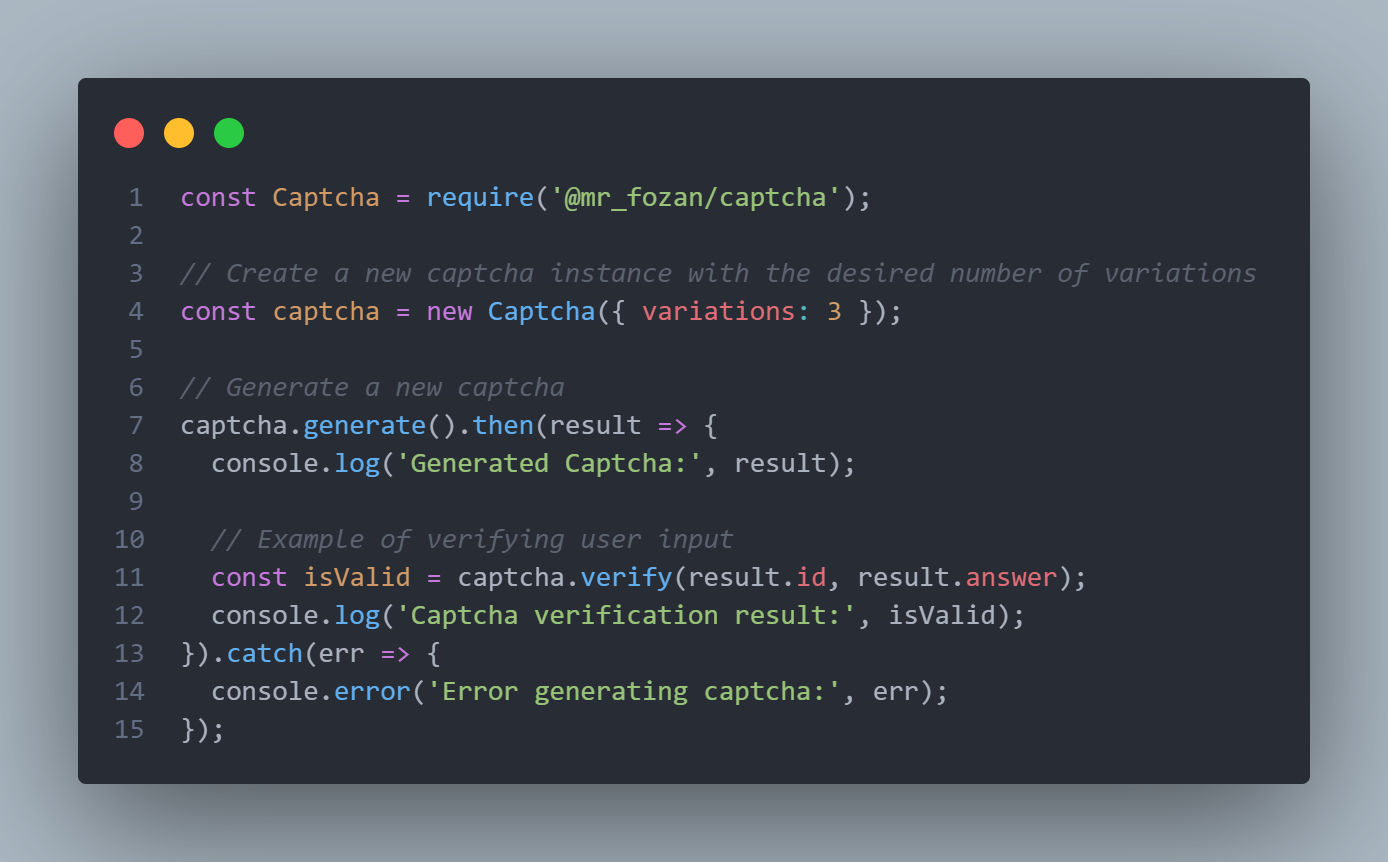 1 const Captcha = require('@mr_fozan/captcha');
2
3 // Create a new captcha instance with the desired number of variations
4 const captcha = new Captcha({ variations: 3 });
5
6 // Generate a new captcha
7 captcha.generate().then(result => {
8   console.log('Generated Captcha:', result);
9
10   // Example of verifying user input
11   const isValid = captcha.verify(result.id, result.answer);
12   console.log('Captcha verification result:', isValid);
13 }).catch(err => {
14   console.error('Error generating captcha:', err);
15 });